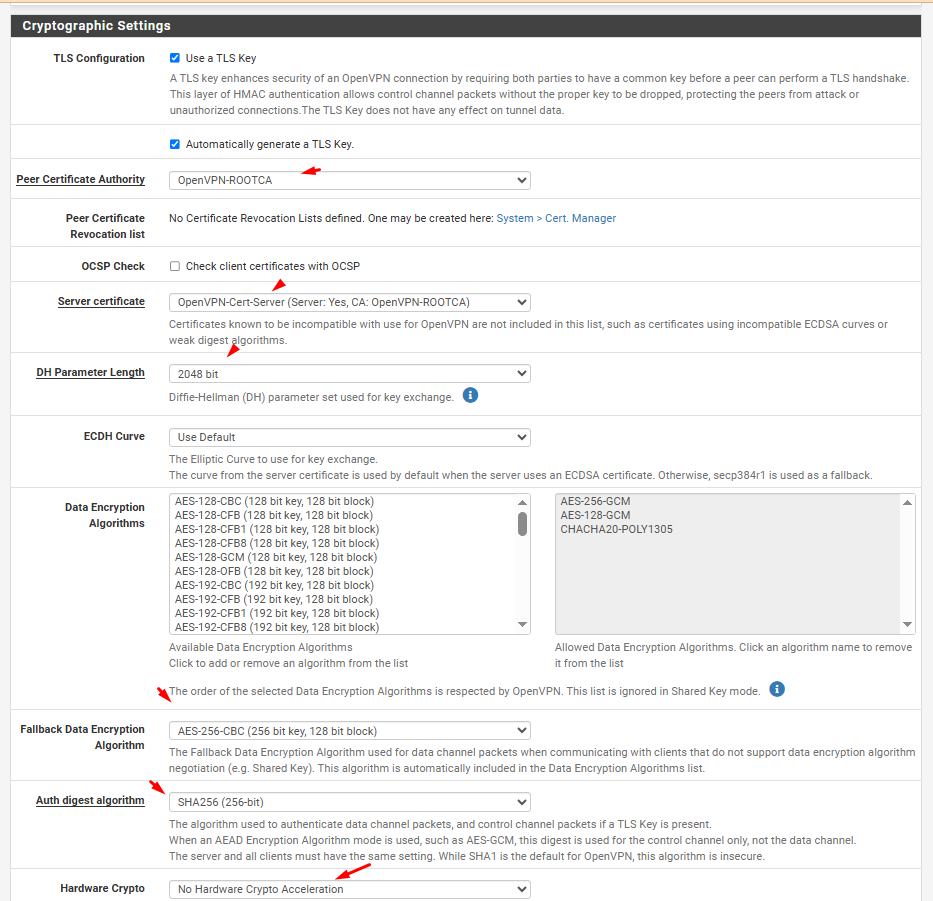 Cryptographic Settings
TLS Configuration
Use a TLS Key
A TLS key enhances security of an OpenVPN connection by requiring both parties to have a common key before a peer can perform a TLS handshake.
This layer of HMAC authentication allows control channel packets without the proper key to be dropped, protecting the peers from attack or
unauthorized connections.The TLS Key does not have any effect on tunnel data.
Automatically generate a TLS Key.
Peer Certificate Authority
OpenVPN-ROOTCA
Peer Certificate
Revocation list
No Certificate Revocation Lists defined. One may be created here: System > Cert. Manager
OCSP Check
Check client certificates with OCSP
Server certificate
OpenVPN-Cert-Server (Server: Yes, CA: OpenVPN-ROOTCA)
Certificates known to be incompatible with use for OpenVPN are not included in this list, such as certificates using incompatible ECDSA curves or
weak digest algorithms.
DH Parameter Length
2048 bit
Diffie-Hellman (DH) parameter set used for key exchange.
ECDH Curve
Use Default
The Elliptic Curve to use for key exchange.
The curve from the server certificate is used by default when the server uses an ECDSA certificate. Otherwise, secp384r1 is used as a fallback.
Data Encryption
Algorithms
AES-128-CBC (128 bit key, 128 bit block)
AES-128-CFB (128 bit key, 128 bit block)
AES-128-CFB1 (128 bit key, 128 bit block)
AES-128-CFB8 (128 bit key, 128 bit block)
AES-128-GCM (128 bit key, 128 bit block)
AES-128-OFB (128 bit key, 128 bit block)
AES-192-CBC (192 bit key, 128 bit block)
AES-192-CFB (192 bit key, 128 bit block)
AES-192-CFB1 (192 bit key, 128 bit block)
AES-192-CFB8 (192 bit key, 128 bit block)
Available Data Encryption Algorithms
Click to add or remove an algorithm from the list
AES-256-GCM
AES-128-GCM
CHACHA20-POLY1305
Allowed Data Encryption Algorithms. Click an algorithm name to remove
it from the list
The order of the selected Data Encryption Algorithms is respected by OpenVPN. This list is ignored in Shared Key mode.
Fallback Data Encryption
Algorithm
AES-256-CBC (256 bit key, 128 bit block)
The Fallback Data Encryption Algorithm used for data channel packets when communicating with clients that do not support data encryption algorithm
negotiation (e.g. Shared Key). This algorithm is automatically included in the Data Encryption Algorithms list.
Auth digest algorithm
SHA256 (256-bit)
The algorithm used to authenticate data channel packets, and control channel packets if a TLS Key is present.
When an AEAD Encryption Algorithm mode is used, such as AES-GCM, this digest is used for the control channel only, not the data channel.
The server and all clients must have the same setting. While SHA1 is the default for OpenVPN, this algorithm is insecure.
Hardware Crypto
No Hardware Crypto Acceleration